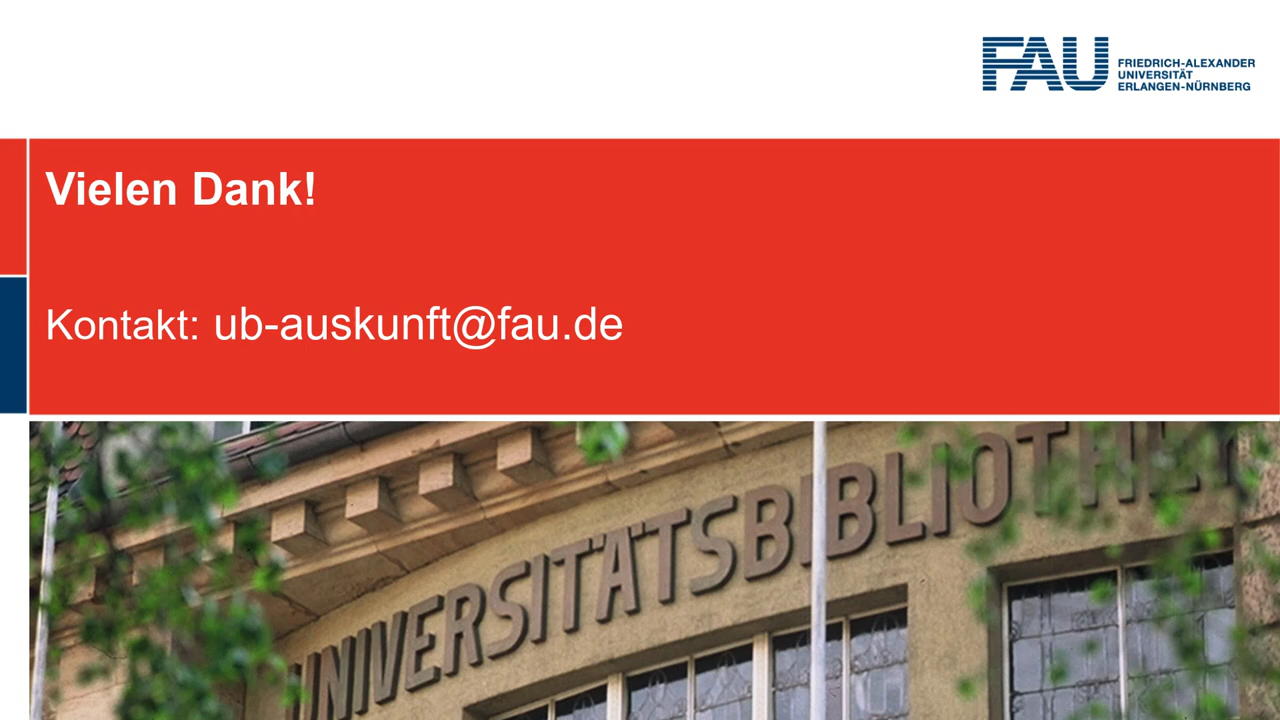 FAU
FRIEDRICH-ALEXANDER
UNIVERSITÄT
ERLANGEN-NÜRNBERG
Vielen Dank!
Kontakt: ub-auskunft@fau.de
UNIVERSITÄTSBIBLIOTHEK